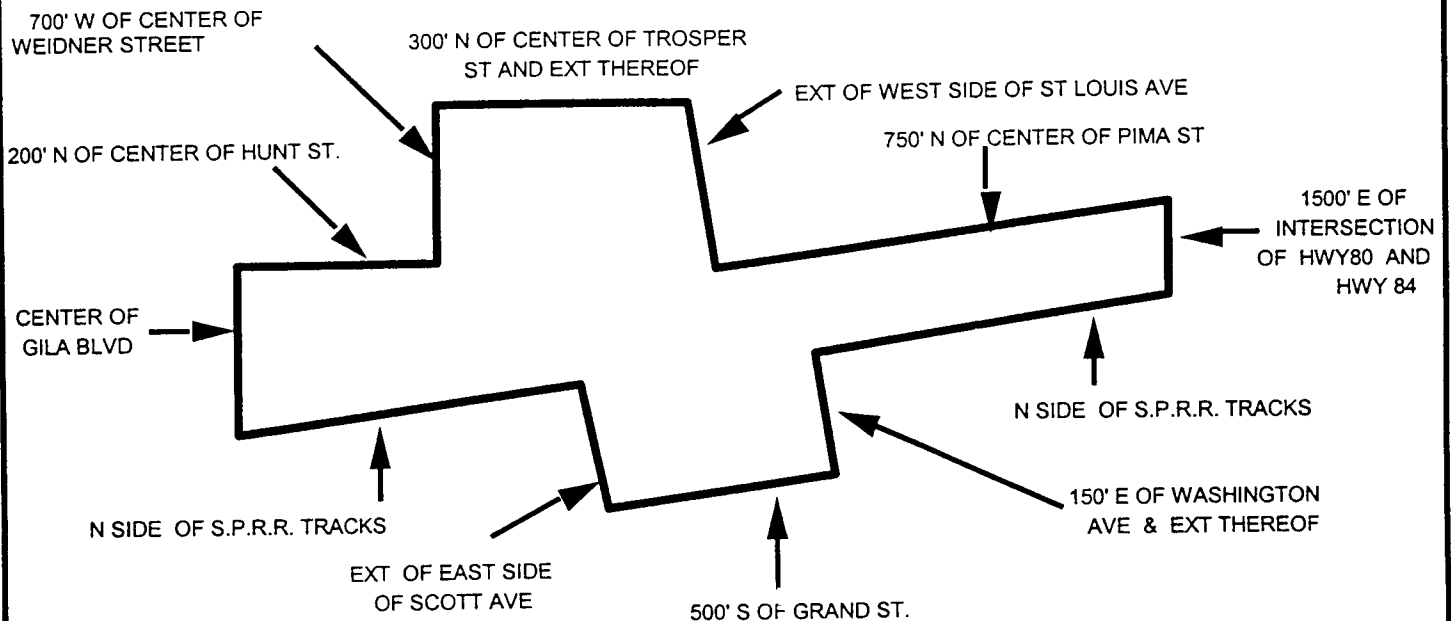 700' W OF CENTER OF
WEIDNER STREET
300' N OF CENTER OF TROSPER
ST AND EXT THEREOF
EXT OF WEST SIDE OF ST LOUIS AVE
200' N OF CENTER OF HUNT ST.
750' N OF CENTER OF PIMA ST
1500' E OF
INTERSECTION
OF HWY80 AND
HWY 84
CENTER OF
GILA BLVD
N SIDE OF S.P.R.R. TRACKS
N SIDE OF S.P.R.R. TRACKS
150' E OF WASHINGTON
AVE & EXT THEREOF
EXT OF EAST SIDE
OF SCOTT AVE
500' S OF GRAND ST.